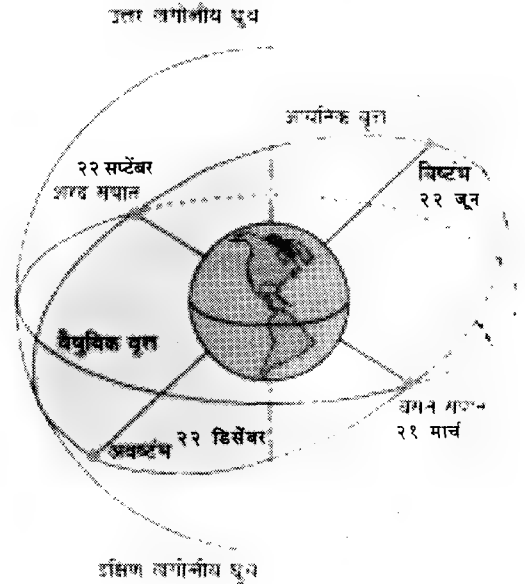 उत्तर खगोलीय ध्रुव
आयनिक वृत्त
२२ सप्टेंबर
शरद संपात
विष्टंभ
२२ जून
वैषुविक वृत्त
वसंत संपात
२१ मार्च
अवष्टंभ २२ डिसेंबर
दक्षिण खगोलीय ध्रुव